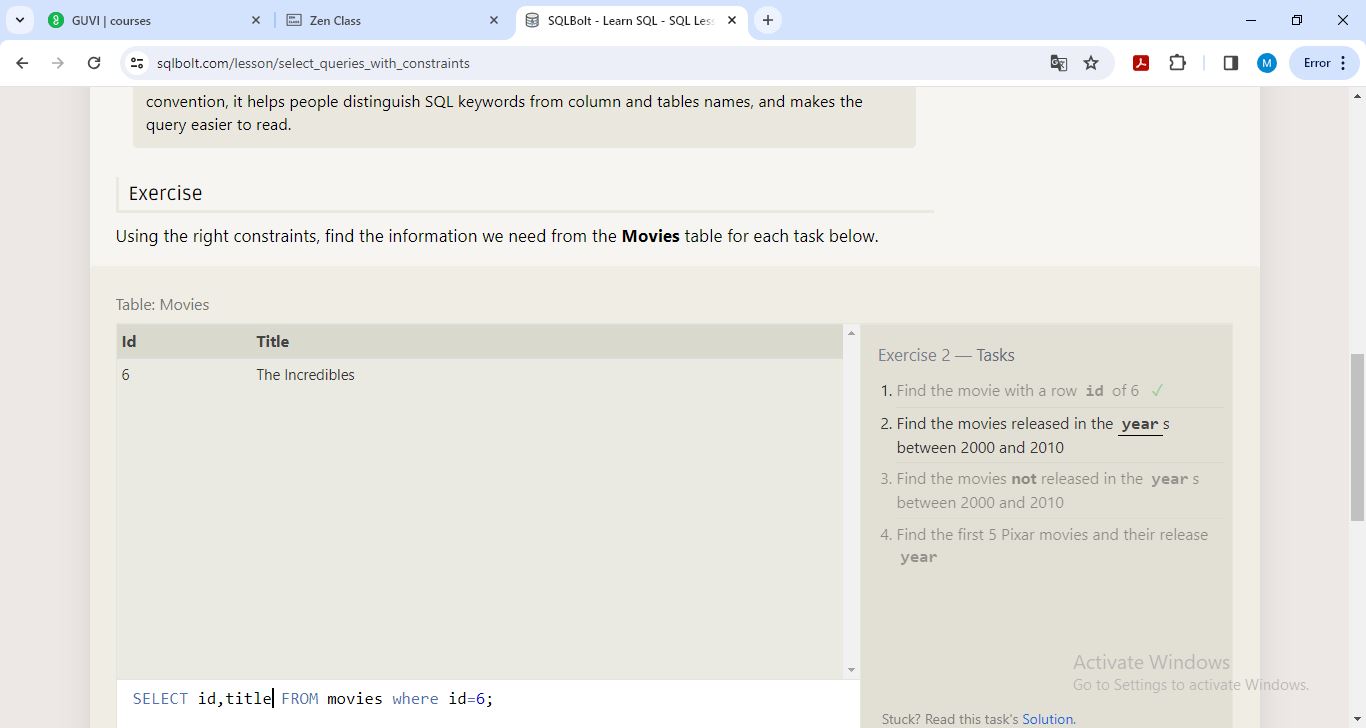 GUVI | courses
Zen Class
SQLBolt - Learn SQL - SQL Les
sqlbolt.com/lesson/select_queries_with_constraints
M
Error
convention, it helps people distinguish SQL keywords from column and tables names, and makes the
query easier to read.
Exercise
Using the right constraints, find the information we need from the Movies table for each task below.
Table: Movies
Id Title
6 The Incredibles
Exercise 2 — Tasks
1. Find the movie with a row id of 6 ✓
2. Find the movies released in the year s
between 2000 and 2010
3. Find the movies not released in the year s
between 2000 and 2010
4. Find the first 5 Pixar movies and their release
year
Activate Windows
Go to Settings to activate Windows.
SELECT id,title FROM movies where id=6;
Stuck? Read this task's Solution.